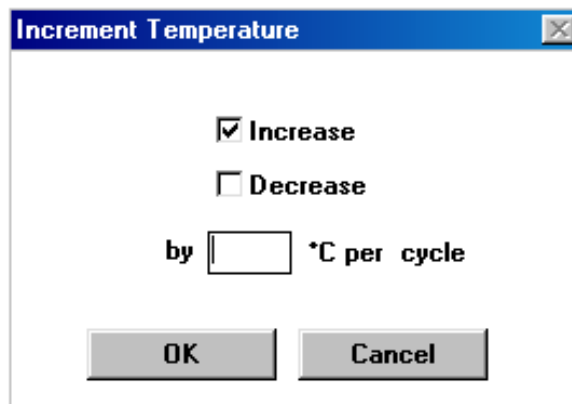 Increment Temperature
Increase
Decrease
by °C per cycle
OK Cancel